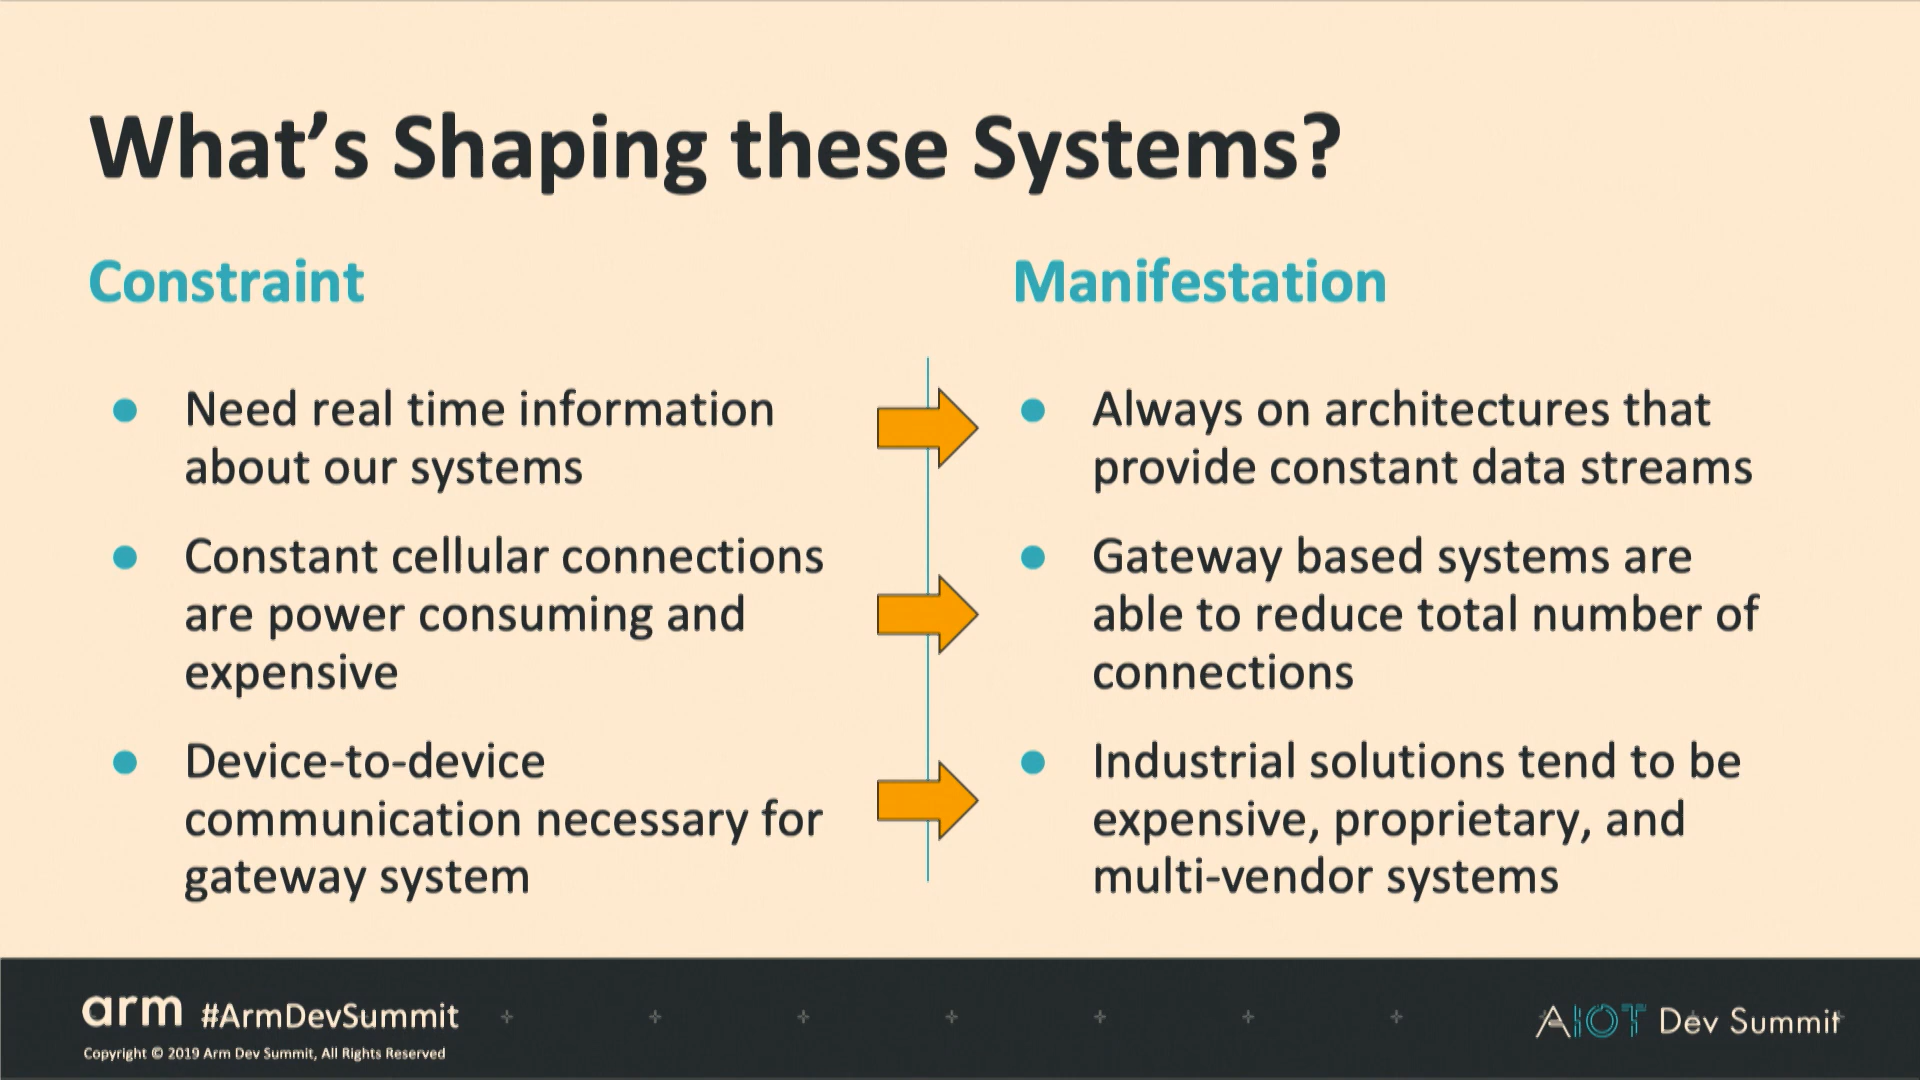 What's Shaping these Systems?
Constraint
Need real time information
about our systems
Constant cellular connections
are power consuming and
expensive
Device-to-device
communication necessary for
gateway system
Manifestation
Always on architectures that
provide constant data streams
Gateway based systems are
able to reduce total number of
connections
Industrial solutions tend to be
expensive, proprietary, and
multi-vendor systems
arm #ArmDevSummit
Copyright © 2019 Arm Dev Summit, All Rights Reserved
AIOT Dev Summit